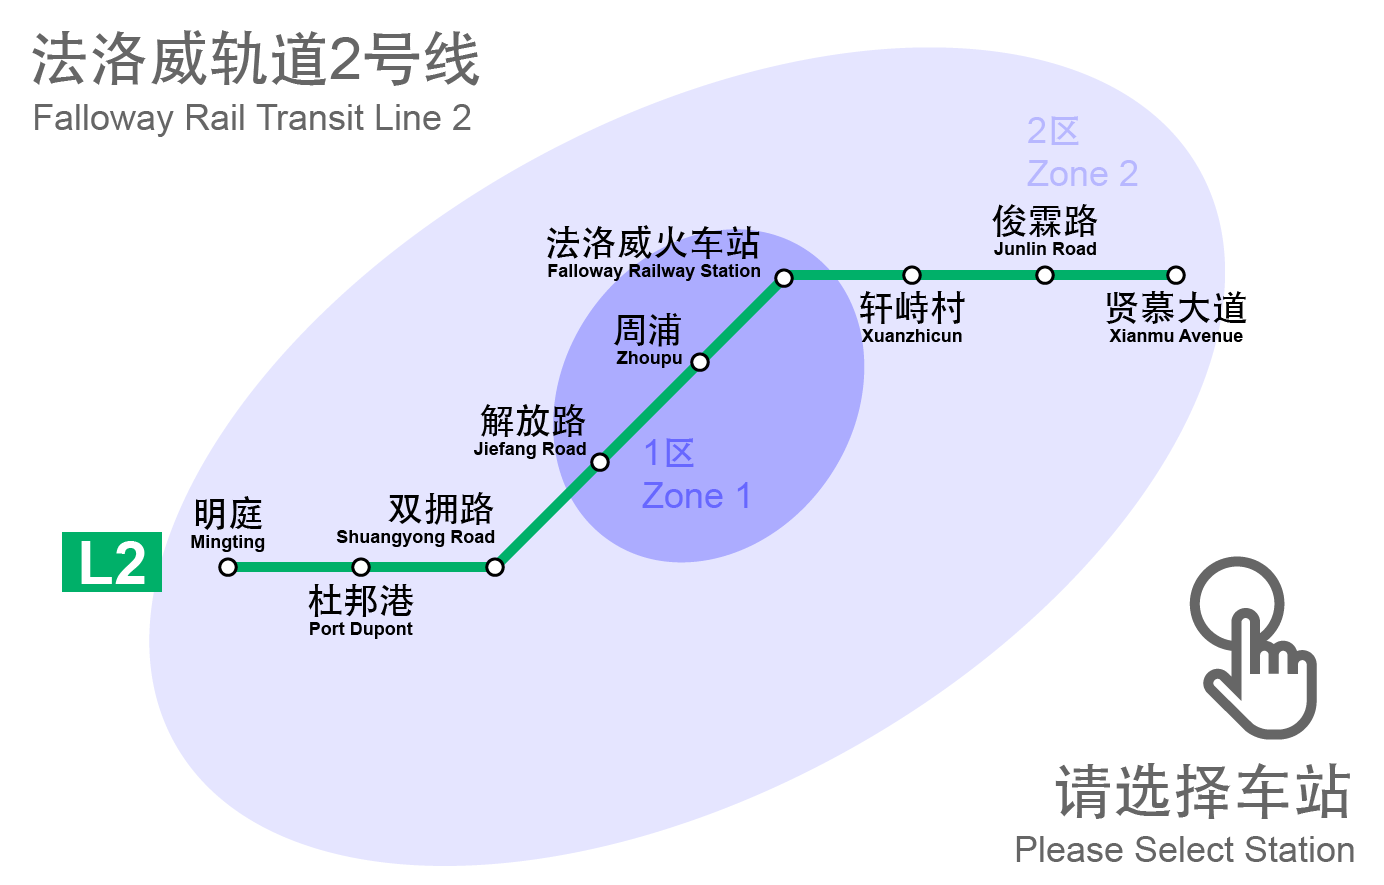 法洛威轨道2号线
Falloway Rail Transit Line 2
2区
Zone 2
俊霖路
Junlin Road
法洛威火车站
Falloway Railway Station
轩峙村
Xuanzhicun
贤慕大道
Xianmu Avenue
周浦
Zhoupu
解放路
Jiefang Road
1区
Zone 1
明庭
Mingting
双拥路
Shuangyong Road
L2
杜邦港
Port Dupont
请选择车站
Please Select Station